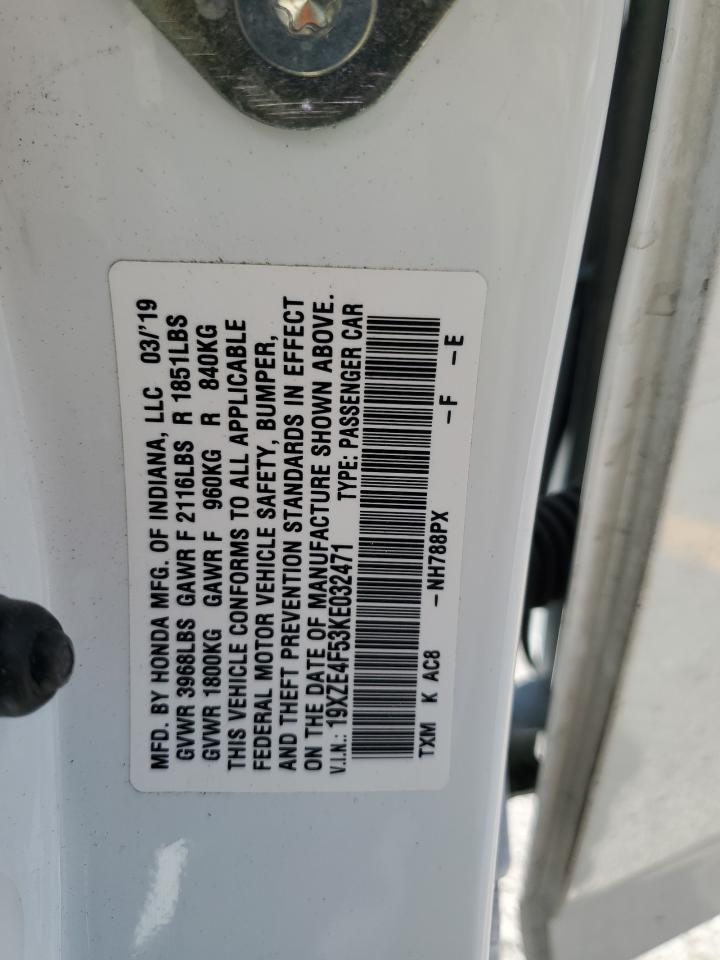 MFD. BY HONDA MFG. OF INDIANA, LLC 03/'19
GVWR 3968LBS GAWR F 2116LBS R 1851LBS
GVWR 1800KG GAWR F 960KG R 840KG
THIS VEHICLE CONFORMS TO ALL APPLICABLE
FEDERAL MOTOR VEHICLE SAFETY, BUMPER,
AND THEFT PREVENTION STANDARDS IN EFFECT
ON THE DATE OF MANUFACTURE SHOWN ABOVE.
V.I.N.: 19XZE4F53KE032471 TYPE: PASSENGER CAR
TXM K AC8 -NH788PX -F -E